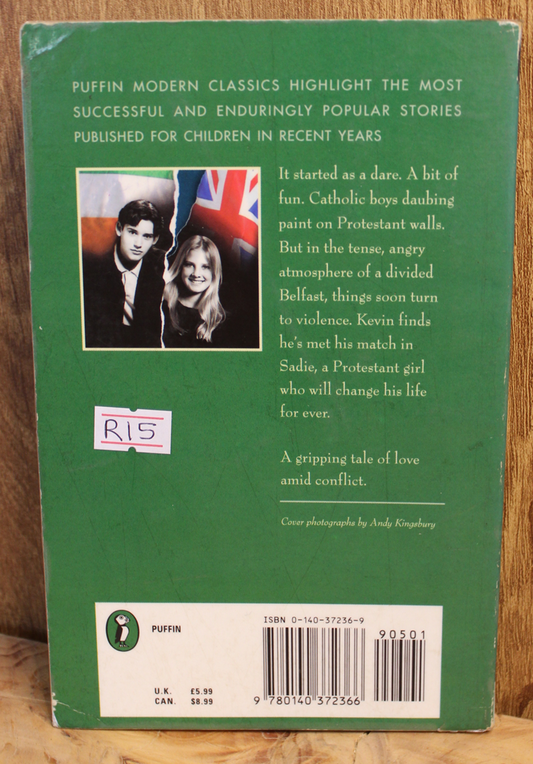 PUFFIN MODERN CLASSICS HIGHLIGHT THE MOST
SUCCESSFUL AND ENDURINGLY POPULAR STORIES
PUBLISHED FOR CHILDREN IN RECENT YEARS
It started as a dare. A bit of
fun. Catholic boys daubing
paint on Protestant walls.
But in the tense, angry
atmosphere of a divided
Belfast, things soon turn
to violence. Kevin finds
he's met his match in
Sadie, a Protestant girl
who will change his life
for ever.
R15
A gripping tale of love
amid conflict.
Cover photographs by Andy Kingsbury
PUFFIN
U.K. £5.99
CAN. $8.99
ISBN 0-140-37236-9
90501
9 780140 372366